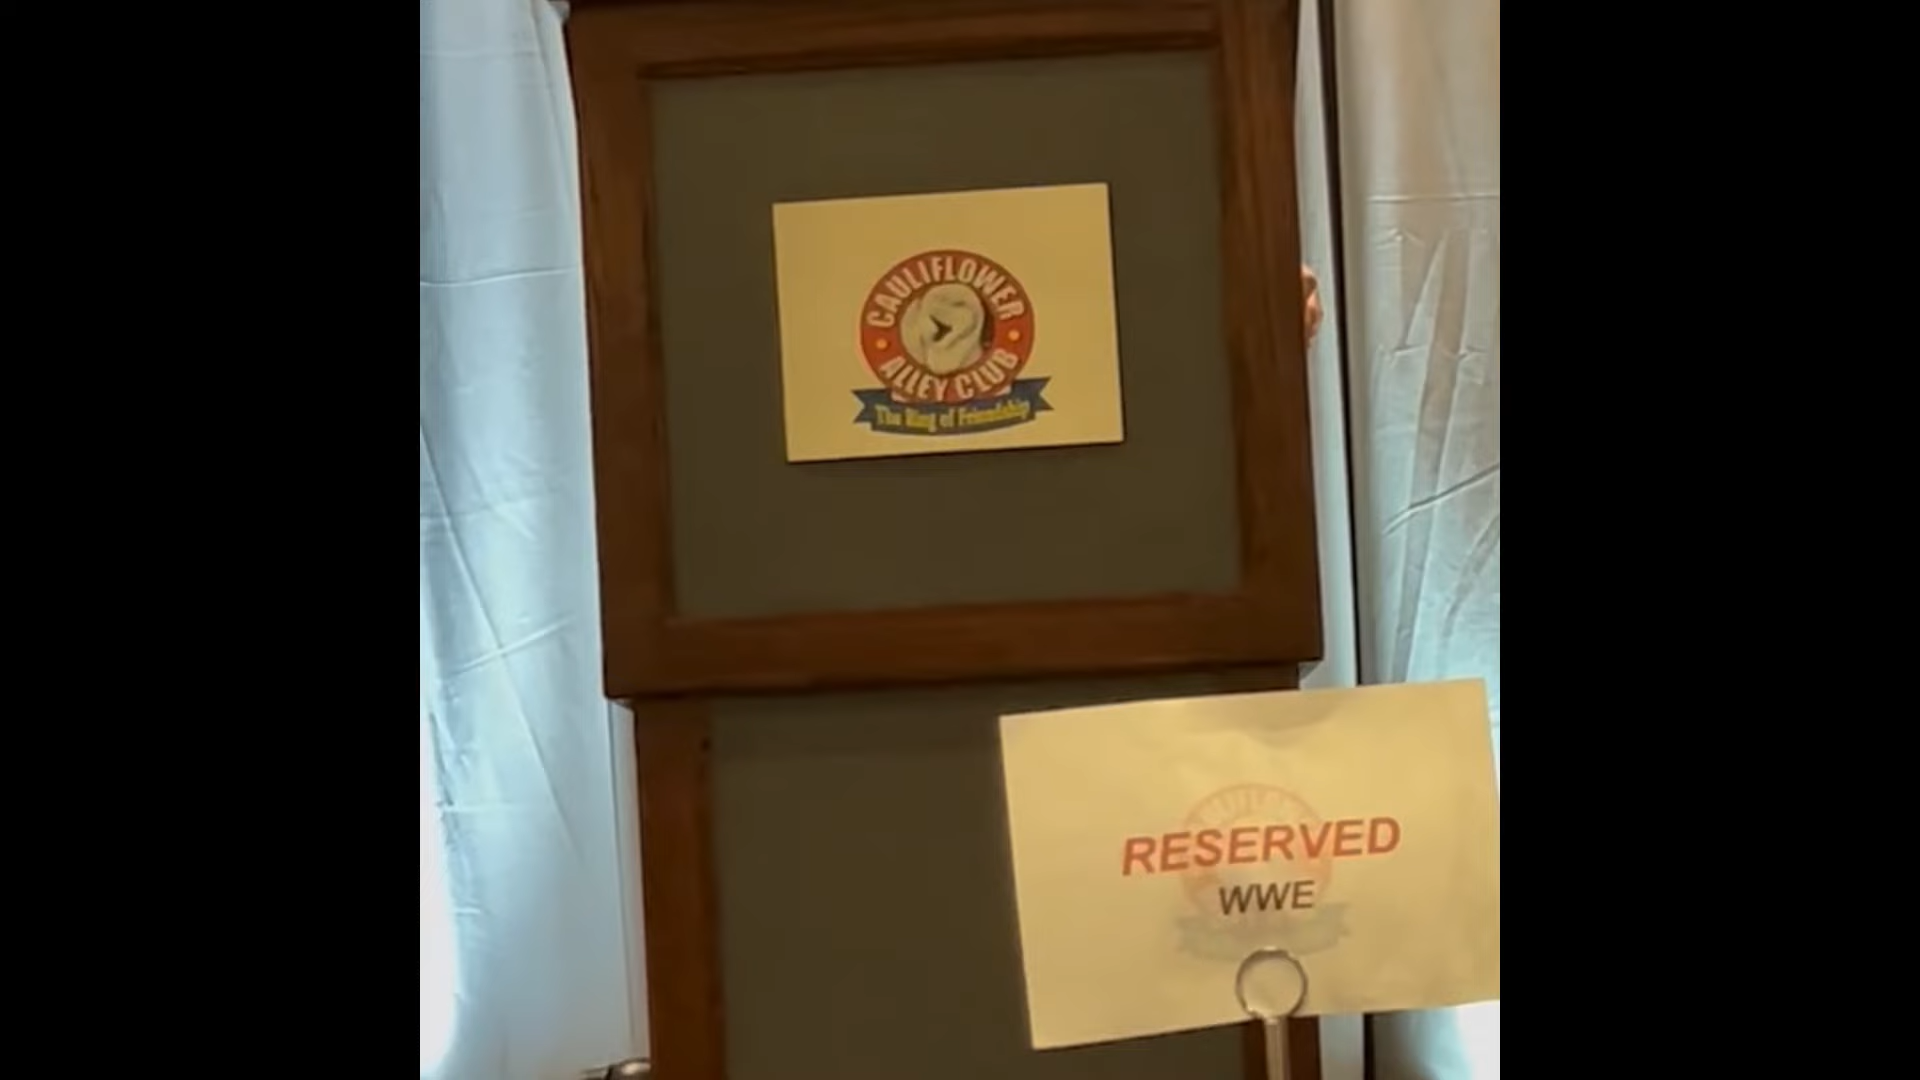 CAULIFLOWER
ALLEY CLUB
The Ring of Friendship
RESERVED
WWE